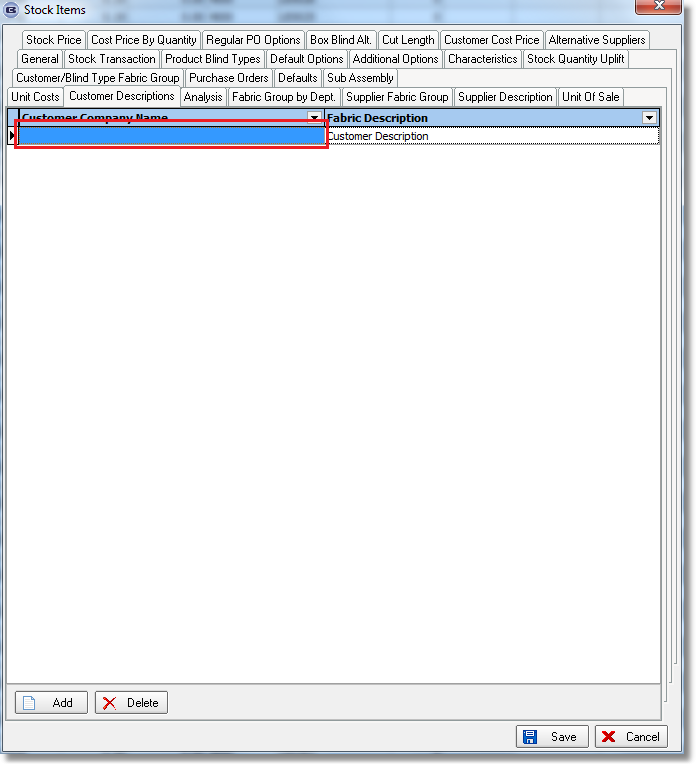 Stock Items
Stock Price Cost Price By Quantity Regular PO Options Box Blind Alt. Cut Length Customer Cost Price Alternative Suppliers
General Stock Transaction Product Blind Types Default Options Additional Options Characteristics Stock Quantity Uplift
Customer/Blind Type Fabric Group Purchase Orders Defaults Sub Assembly
Unit Costs Customer Descriptions Analysis Fabric Group by Dept. Supplier Fabric Group Supplier Description Unit Of Sale
Customer Company Name Fabric Description
Customer Description
Add Delete
Save Cancel